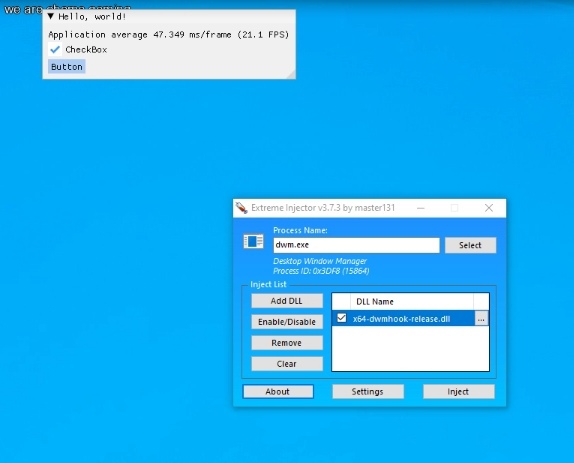 we are
▼ Hello, world!
Application average 47.349 ms/frame (21.1 FPS)
CheckBox
Button
Extreme Injector v3.7.3 by master131
Process Name:
dwm.exe
Select
Desktop Window Manager
Process ID: 0x3DF8 (15864)
Inject List
Add DLL
DLL Name
Enable/Disable
x64-dwmhook-release.dll
...
Remove
Clear
About
Settings
Inject